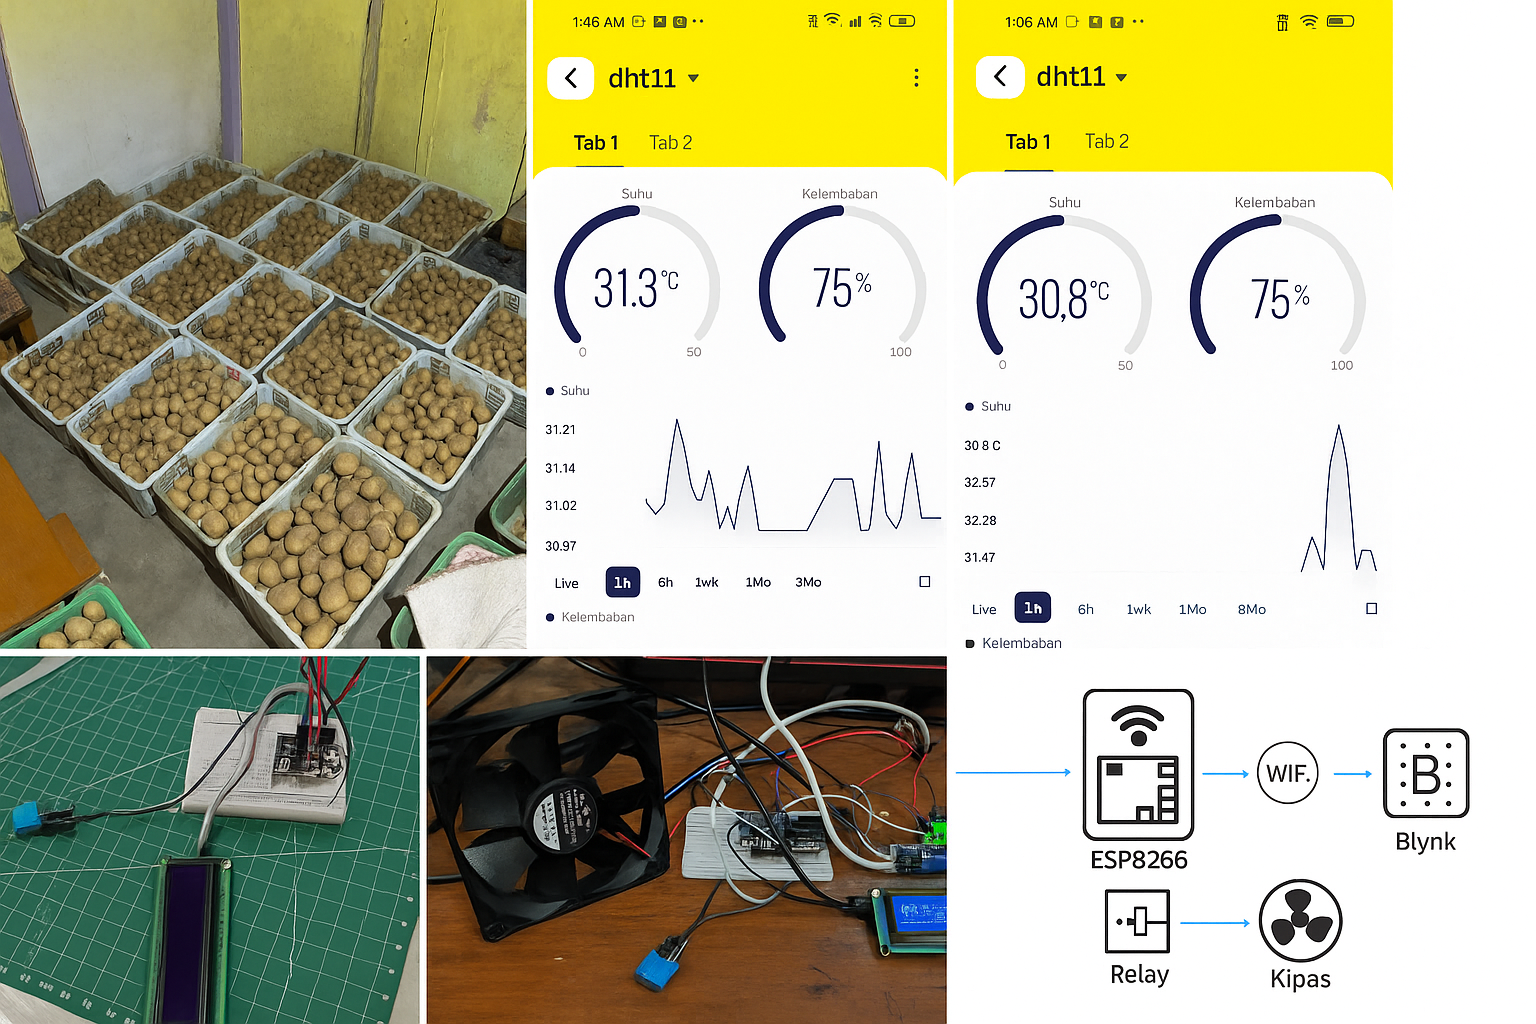 1:46 AM
dht11
Tab 1 Tab 2
Suhu
31.3°C
0 50
Kelembaban
75%
100
Suhu
31.21
31.14
31.02
30.97
Live 1h 6h 1wk 1Mo 3Mo
Kelembaban
1:06 AM
dht11
Tab 1 Tab 2
Suhu
30,8°C
0 50
Kelembaban
75%
100
Suhu
30 8 C
32.57
32.28
31.47
Live 1h 6h 1wk 1Mo 8Mo
Kelembaban
ESP8266
WIF.
B
Blynk
Relay
Kipas